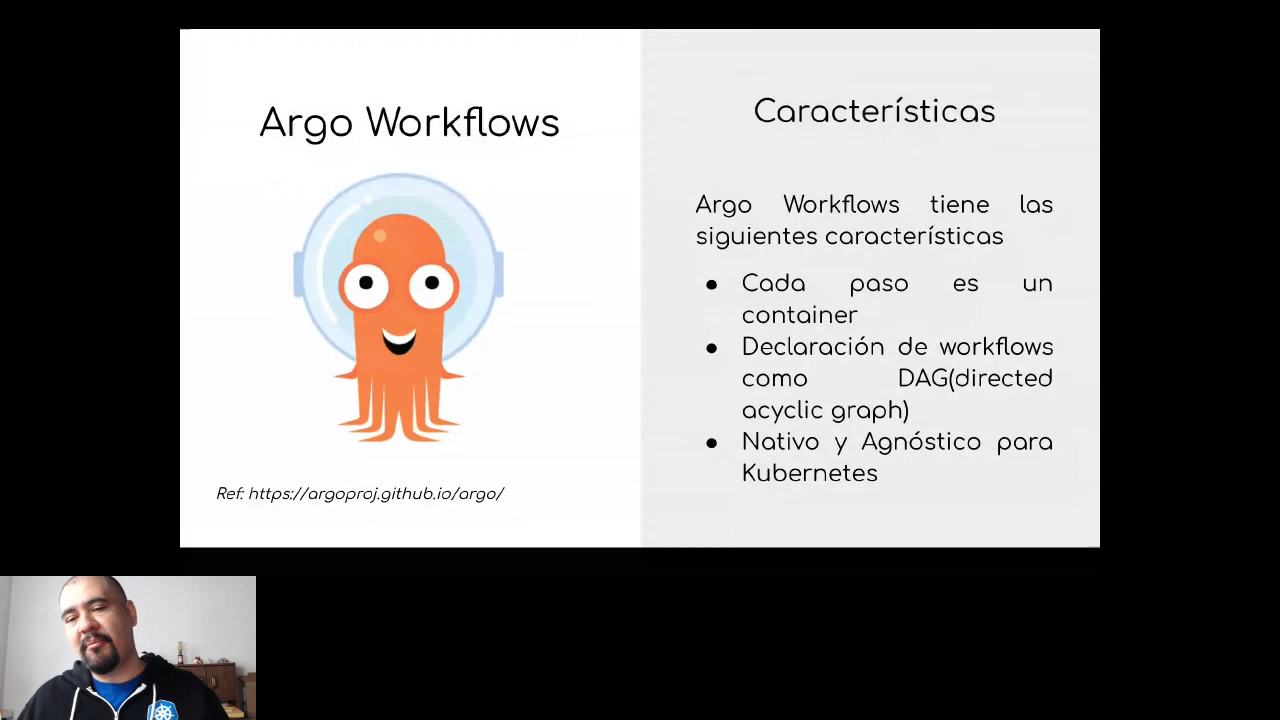 Argo Workflows
Ref: https://argoproj.github.io/argo/
Características
Argo Workflows tiene las
siguientes características
● Cada paso es un
container
● Declaración de workflows
como DAG(directed
acyclic graph)
● Nativo y Agnóstico para
Kubernetes